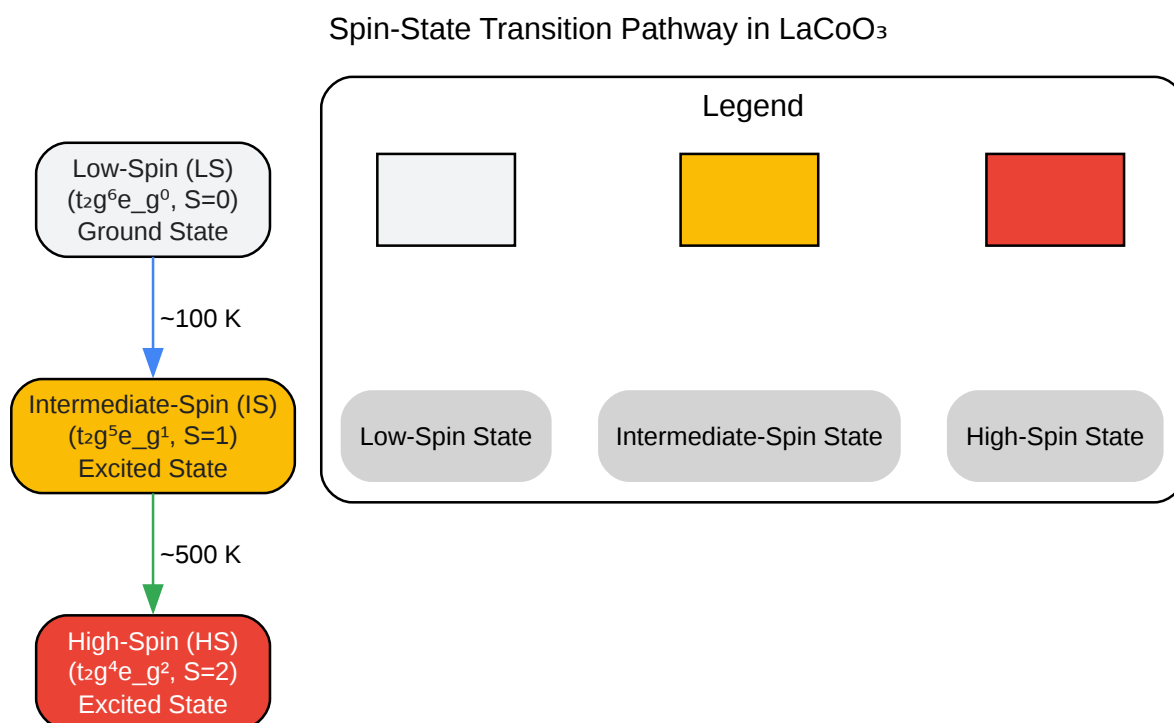 Spin-State Transition Pathway in LaCoO₃
Legend
Low-Spin (LS)
(t₂g⁶e_g⁰, S=0)
Ground State
~100 K
Intermediate-Spin (IS)
(t₂g⁵e_g¹, S=1)
Excited State
Low-Spin State
Intermediate-Spin State
High-Spin State
~500 K
High-Spin (HS)
(t₂g⁴e_g², S=2)
Excited State